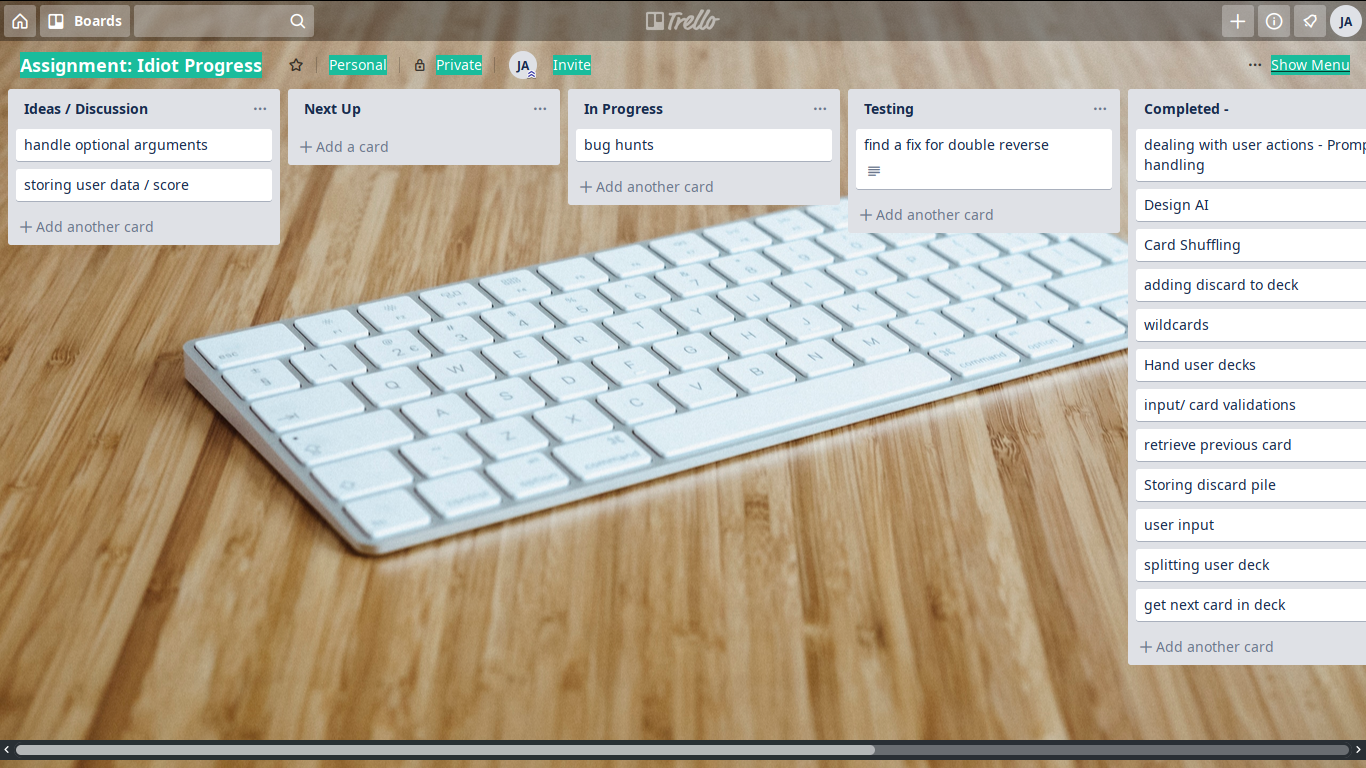 Boards
Trello
JA
Assignment: Idiot Progress
Personal
Private
JA
Invite
Show Menu
Ideas / Discussion
handle optional arguments
storing user data / score
Add another card
Next Up
Add a card
In Progress
bug hunts
Add another card
Testing
find a fix for double reverse
Add another card
Completed -
dealing with user actions - Promp
handling
Design AI
Card Shuffling
adding discard to deck
wildcards
Hand user decks
input/ card validations
retrieve previous card
Storing discard pile
user input
splitting user deck
get next card in deck
Add another card